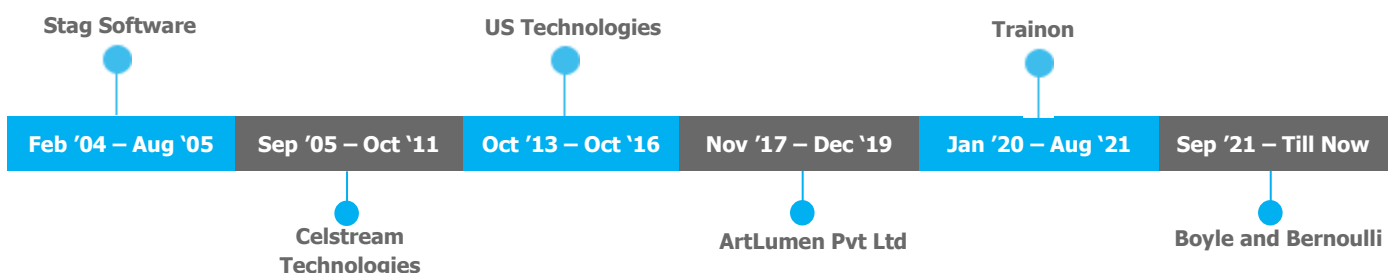 Stag Software
US Technologies
Trainon
Feb ’04 – Aug ‘05
Sep ’05 – Oct ‘11
Oct ’13 – Oct ‘16
Nov ’17 – Dec ‘19
Jan ’20 – Aug ‘21
Sep ’21 – Till Now
Celstream
Technologies
ArtLumen Pvt Ltd
Boyle and Bernoulli